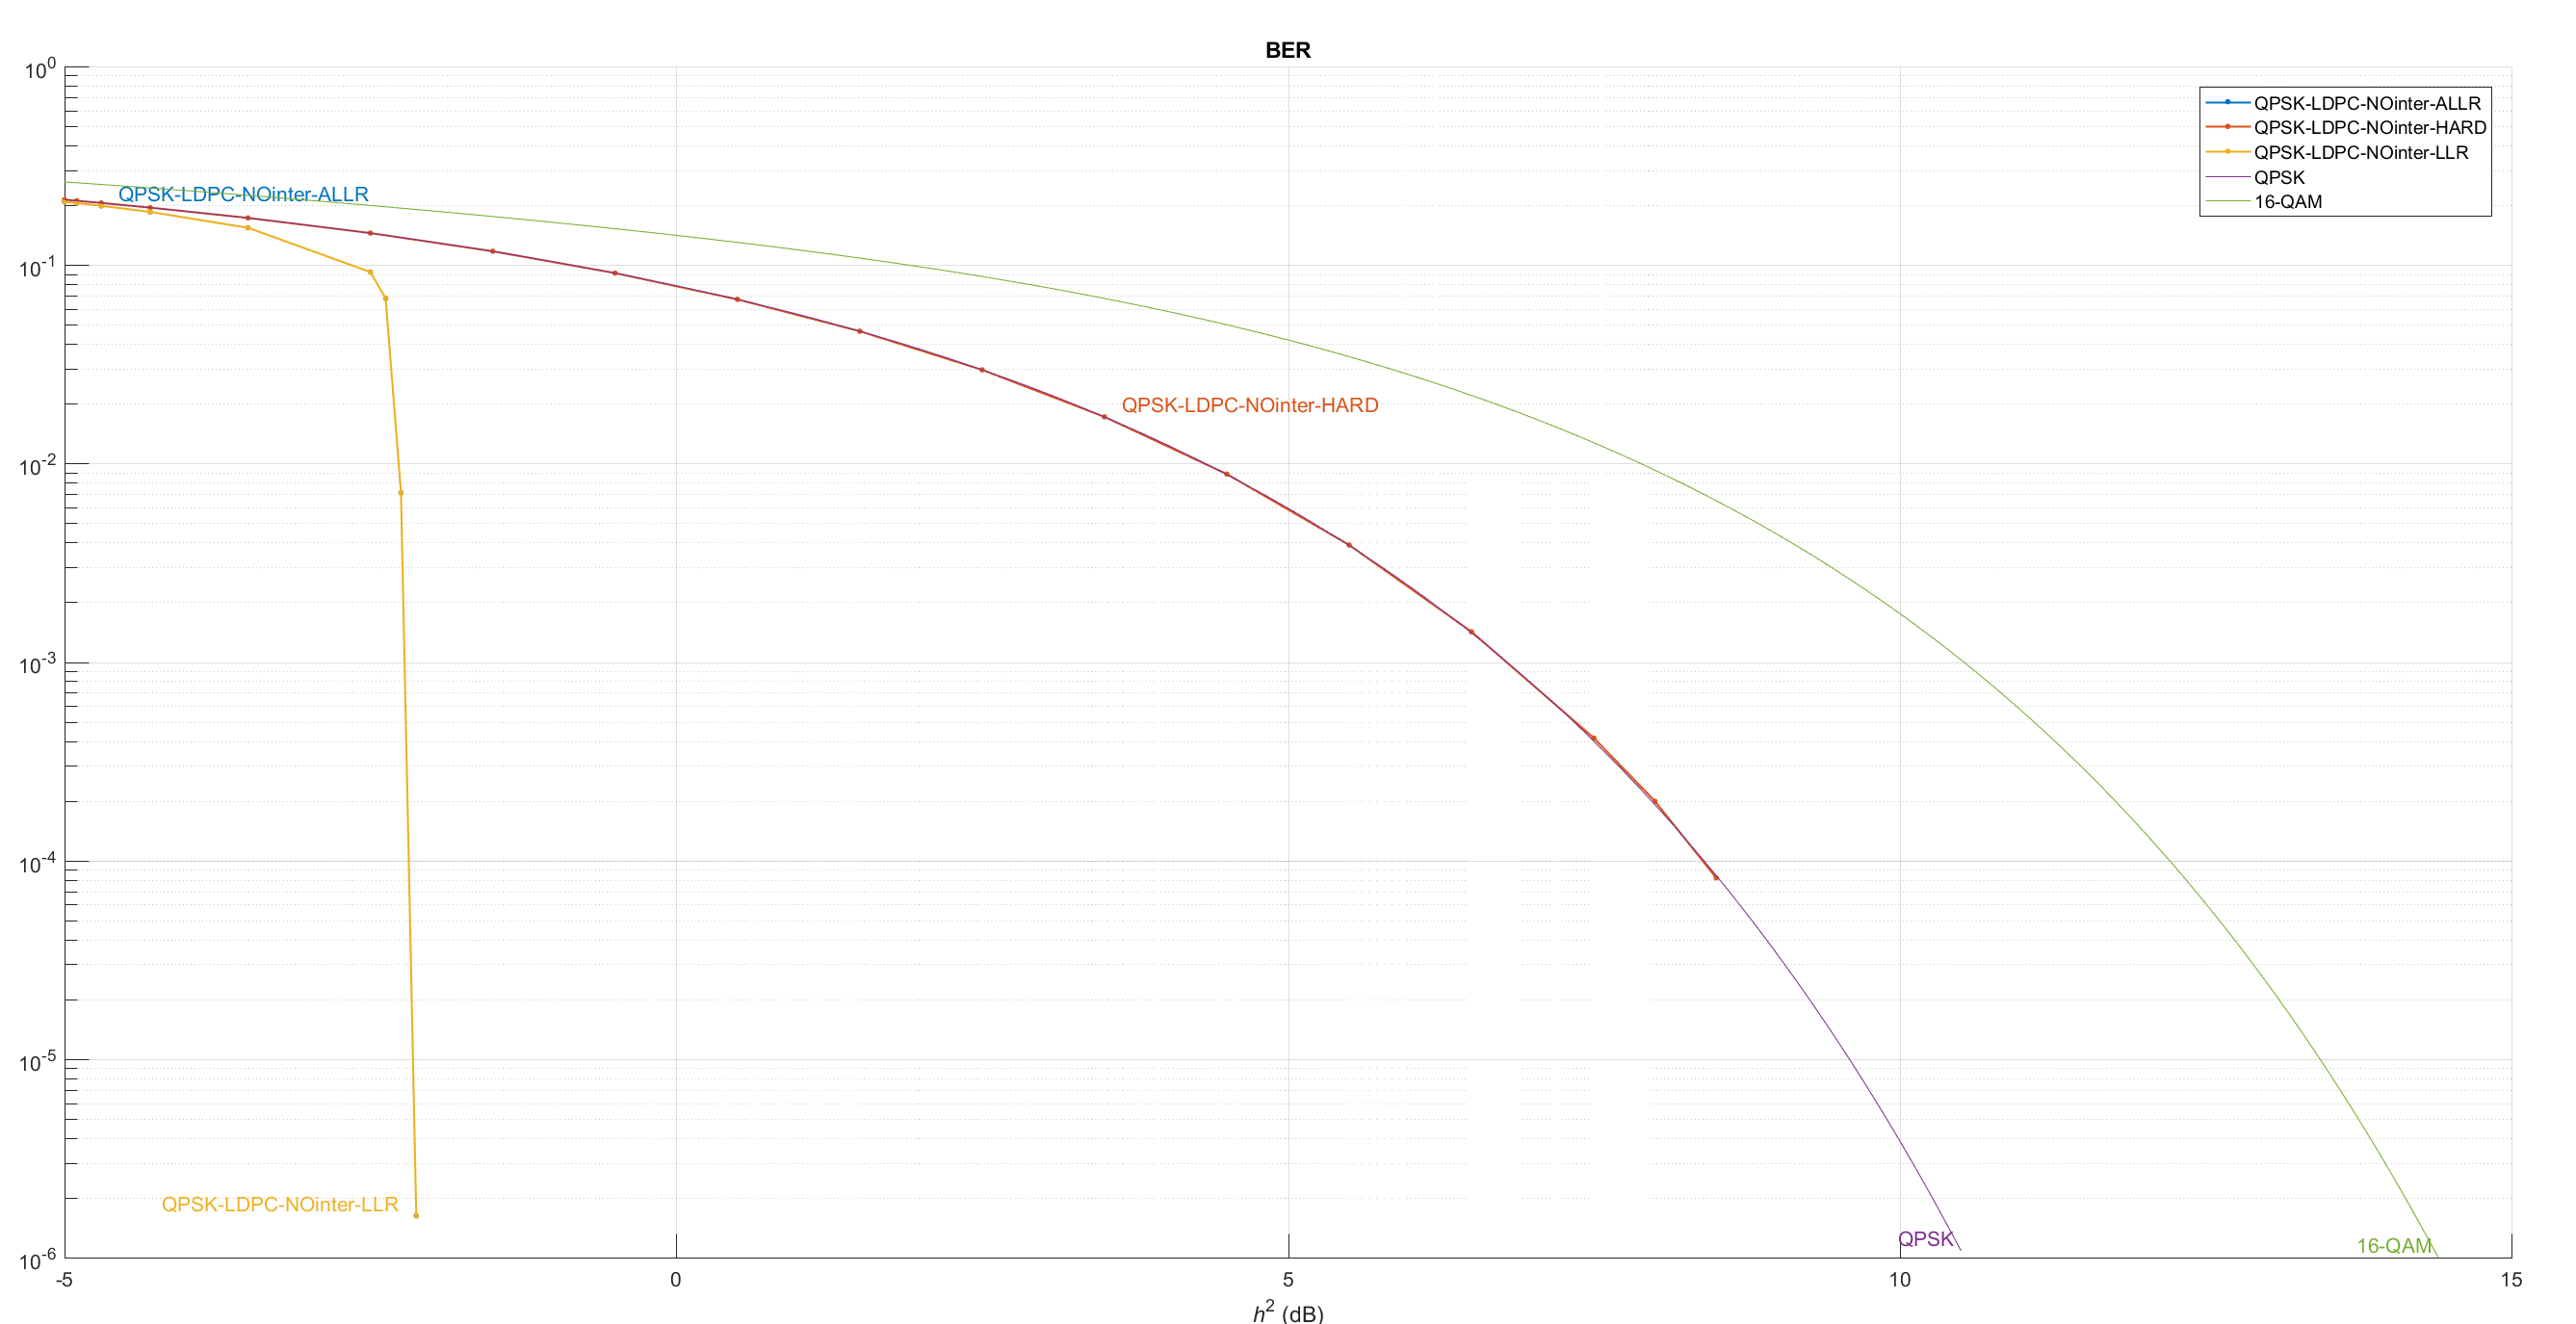 BER
10^0
10^-1
10^-2
10^-3
10^-4
10^-5
10^-6
QPSK-LDPC-NOinter-ALLR
QPSK-LDPC-NOinter-HARD
QPSK-LDPC-NOinter-LLR
QPSK
16-QAM
QPSK-LDPC-NOinter-ALLR
QPSK-LDPC-NOinter-HARD
QPSK-LDPC-NOinter-LLR
QPSK
16-QAM
-5 0 5 10 15
h^2 (dB)